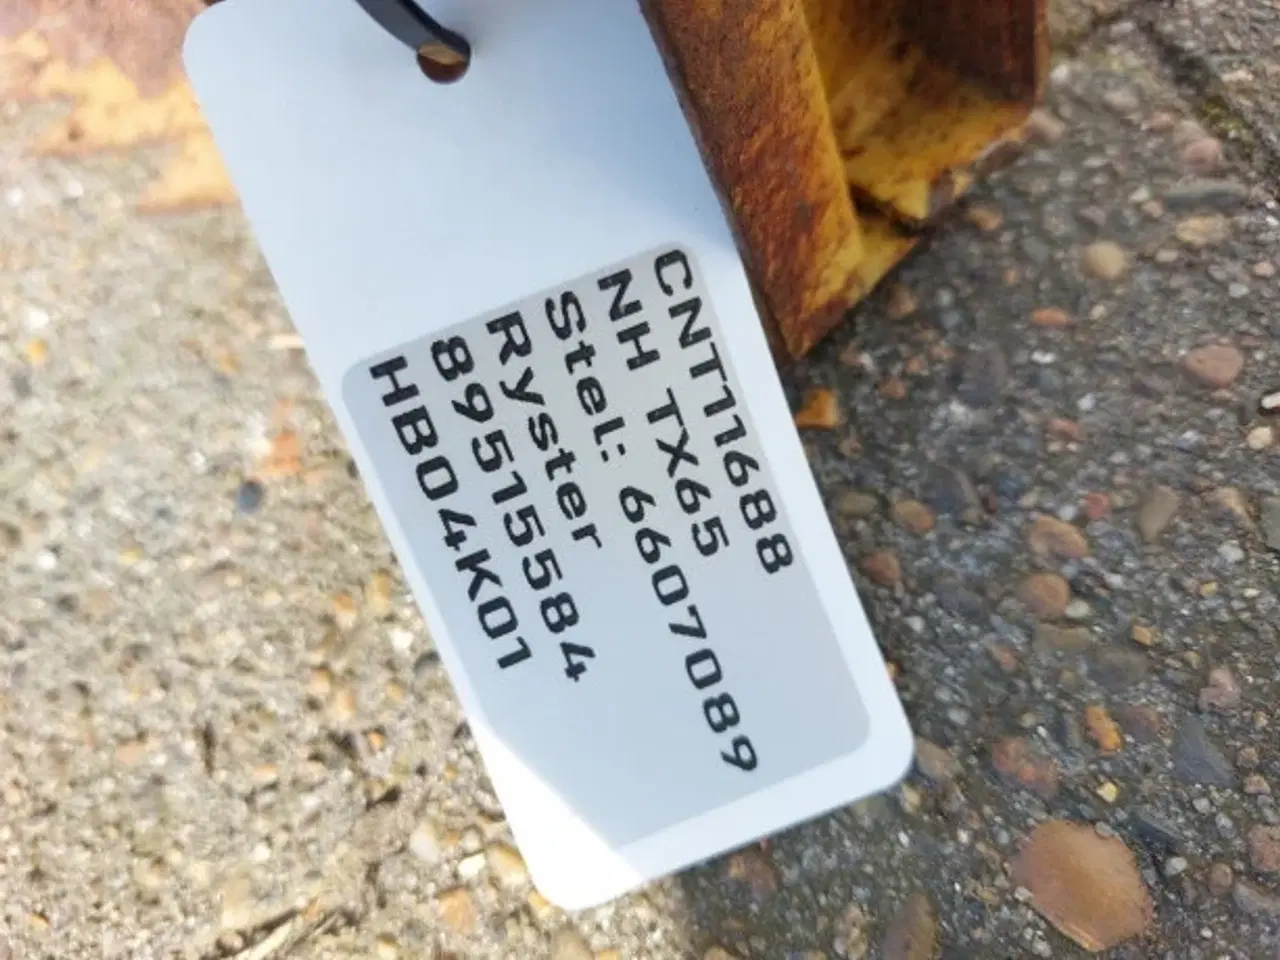 CNT11688
NH TX65
Stel: 6607089
Ryster
89515584
HB04K01